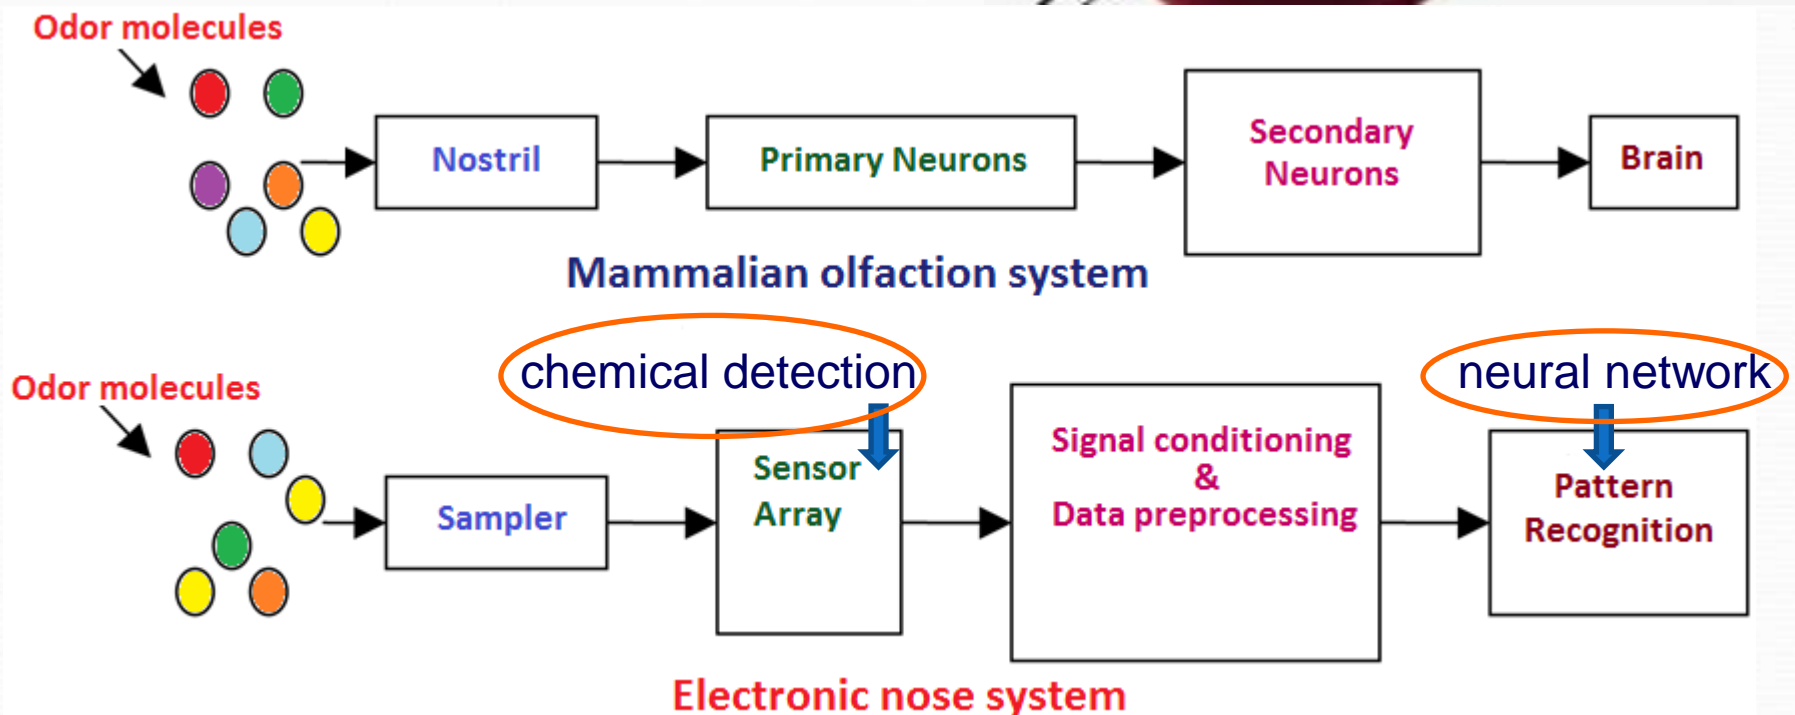 Odor molecules
Nostril
Primary Neurons
Secondary
Neurons
Brain
Mammalian olfaction system
chemical detection
neural network
Odor molecules
Sampler
Sensor
Array
Signal conditioning
&
Data preprocessing
Pattern
Recognition
Electronic nose system